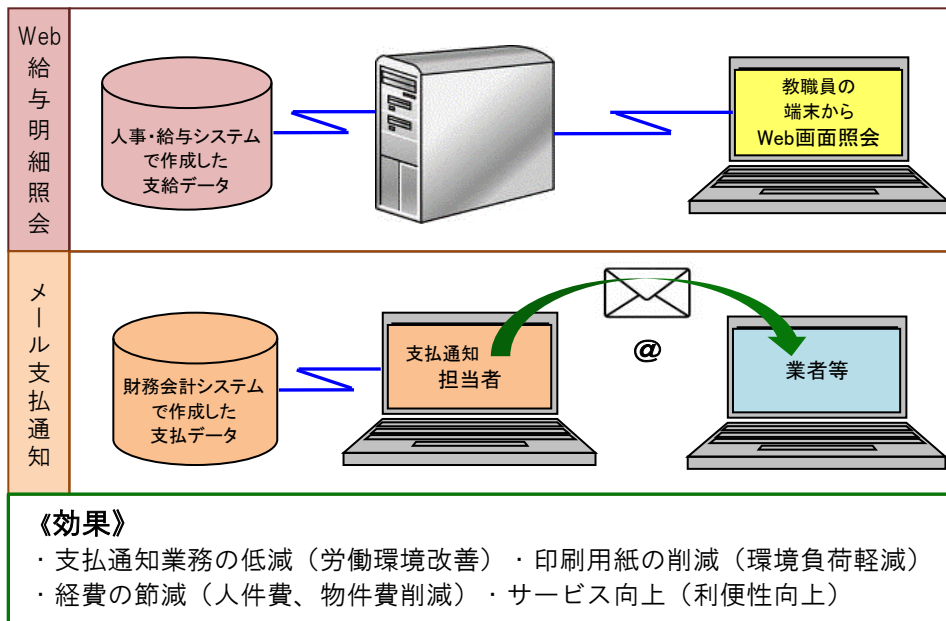 Web給与明細照会
人事・給与システム
で作成した
支給データ
教職員の
端末から
Web画面照会
メール支払通知
財務会計システム
で作成した
支払データ
支払通知
担当者
@
業者等
《効果》
・支払通知業務の低減（労働環境改善）・印刷用紙の削減（環境負荷軽減）
・経費の節減（人件費、物件費削減）・サービス向上（利便性向上）